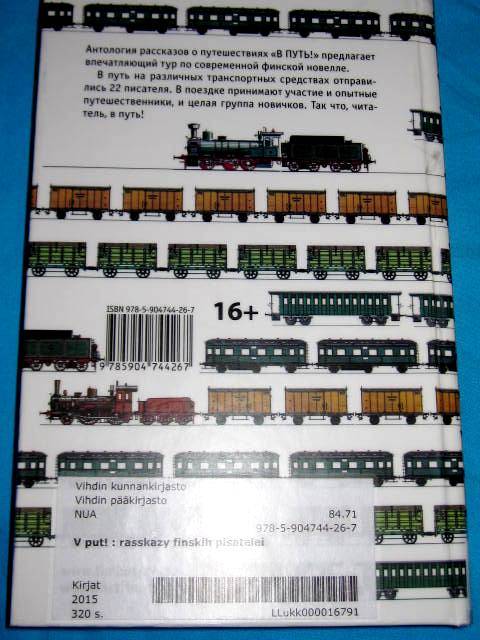 Антология рассказов о путешествиях «В ПУТЬ!» предлагает
впечатляющий тур по современной финской новелле.
В путь на различных транспортных средствах отправи-
лись 22 писателя. В поездке принимают участие и опытные
путешественники, и целая группа новичков. Так что, чита-
тель, в путь!
ISBN 978-5-904744-26-7
16+
9 785904 744267
Vihdin kunnankirjasto
Vihdin pääkirjasto
NUA 84.71
978-5-904744-26-7
V put! : rasskazy finskih pisatelei
Kirjat
2015
320 s. LLukk000016791